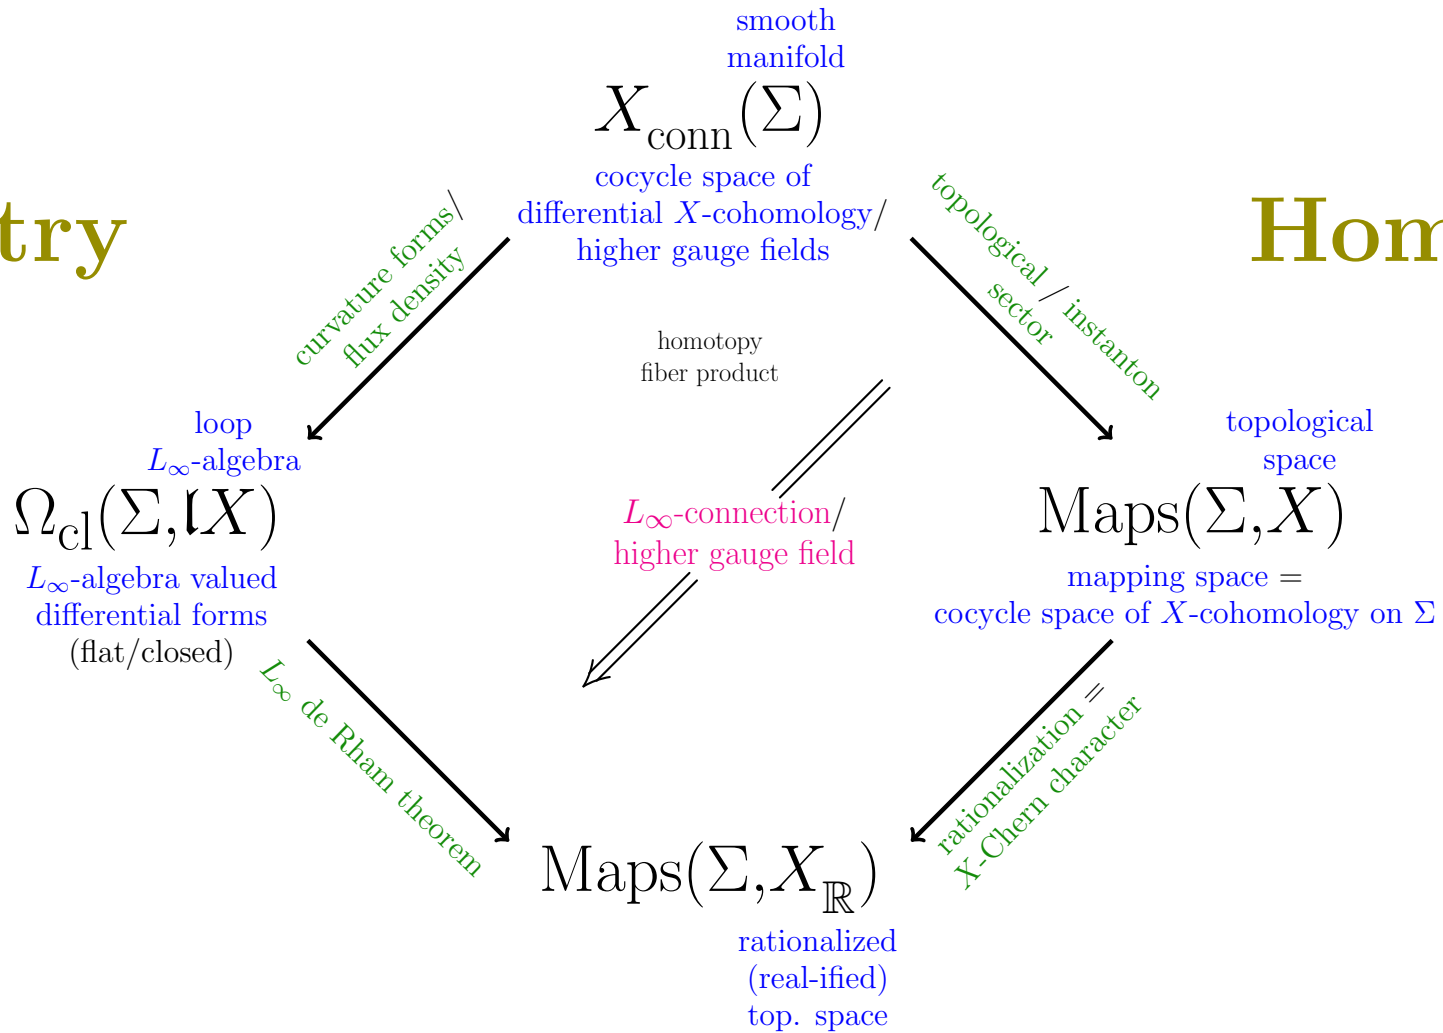 smooth
manifold
X_conn(Σ)
cocycle space of
differential X-cohomology/
higher gauge fields
try
Hom
curvature forms/
flux density
topological / instanton
sector
homotopy
fiber product
loop
L∞-algebra
Ω_cl(Σ,𝔩X)
L∞-algebra valued
differential forms
(flat/closed)
L∞-connection/
higher gauge field
topological
space
Maps(Σ,X)
mapping space =
cocycle space of X-cohomology on Σ
L∞ de Rham theorem
rationalization =
X-Chern character
Maps(Σ,X_ℝ)
rationalized
(real-ified)
top. space